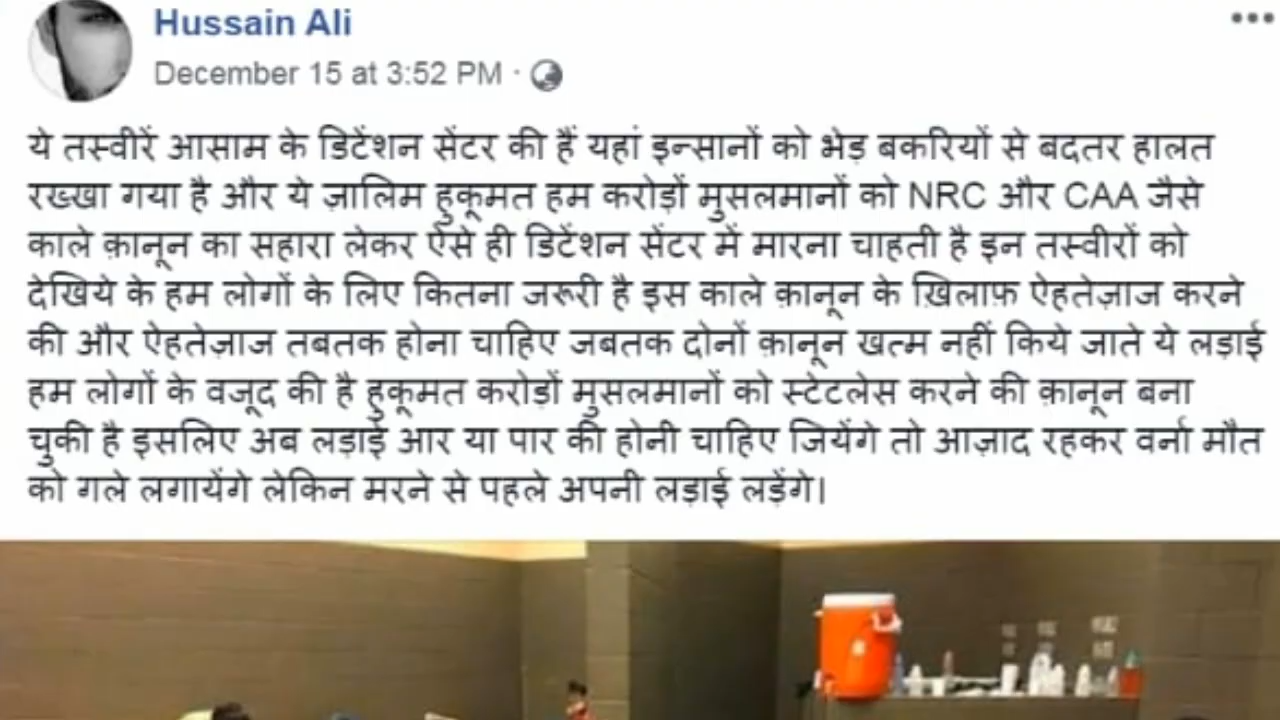 Hussain Ali
December 15 at 3:52 PM ·
ये तस्वीरें आसाम के डिटेंशन सेंटर की हैं यहां इन्सानों को भेड़ बकरियों से बदतर हालत
रख्खा गया है और ये ज़ालिम हुकूमत हम करोड़ों मुसलमानों को NRC और CAA जैसे
काले क़ानून का सहारा लेकर ऐसे ही डिटेंशन सेंटर में मारना चाहती है इन तस्वीरों को
देखिये के हम लोगों के लिए कितना जरूरी है इस काले क़ानून के ख़िलाफ़ ऐहतेज़ाज करने
की और ऐहतेज़ाज तबतक होना चाहिए जबतक दोनों क़ानून खत्म नहीं किये जाते ये लड़ाई
हम लोगों के वजूद की है हुकूमत करोड़ों मुसलमानों को स्टेटलेस करने की क़ानून बना
चुकी है इसलिए अब लड़ाई आर या पार की होनी चाहिए जियेंगे तो आज़ाद रहकर वर्ना मौत
को गले लगायेंगे लेकिन मरने से पहले अपनी लड़ाई लड़ेंगे।